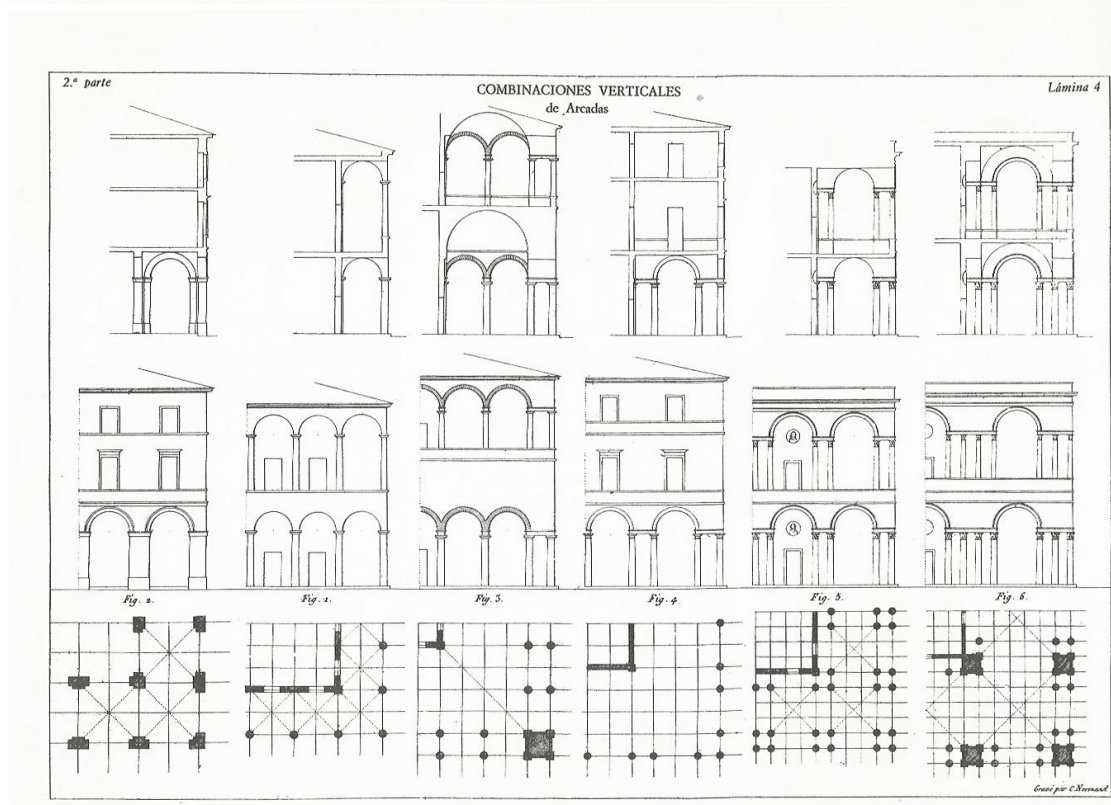 2.ª parte
COMBINACIONES VERTICALES
de Arcadas
Lámina 4
Fig. 2.
Fig. 1.
Fig. 3.
Fig. 4
Fig. 5.
Fig. 6.
Gravé par C. Normand